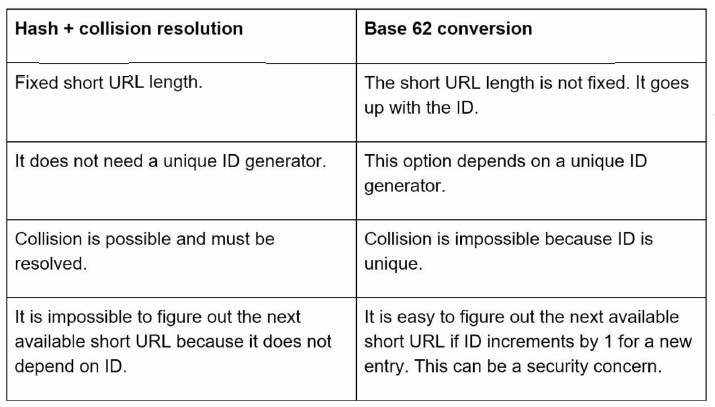 Hash + collision resolution
Base 62 conversion
Fixed short URL length.
The short URL length is not fixed. It goes
up with the ID.
It does not need a unique ID generator.
This option depends on a unique ID
generator.
Collision is possible and must be
resolved.
Collision is impossible because ID is
unique.
It is impossible to figure out the next
available short URL because it does not
depend on ID.
It is easy to figure out the next available
short URL if ID increments by 1 for a new
entry. This can be a security concern.